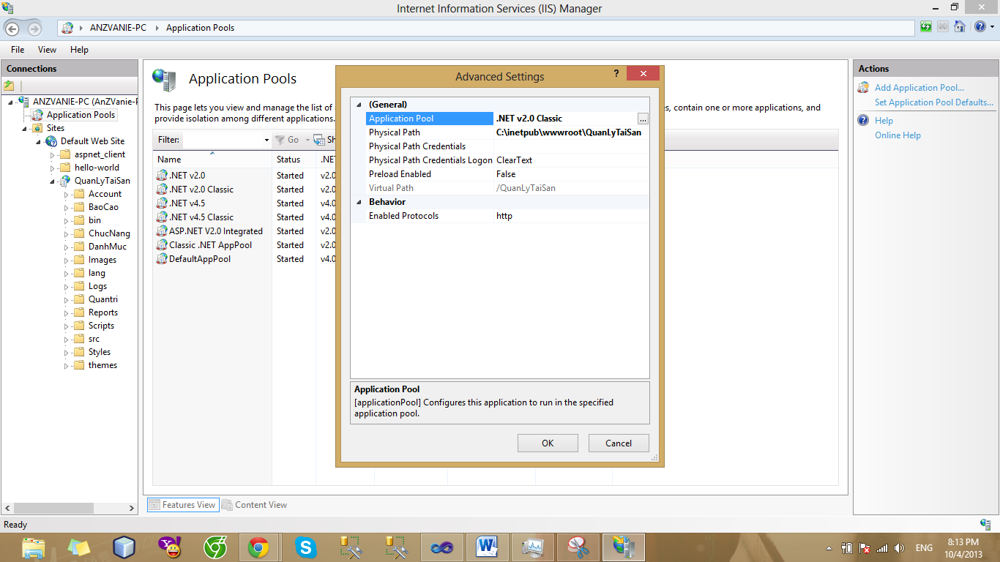 Internet Information Services (IIS) Manager
ANZVANIE-PC
Application Pools
File
View
Help
Connections
ANZVANIE-PC (AnZVanie-
Application Pools
Sites
Default Web Site
aspnet_client
hello-world
QuanLyTaiSan
Account
BaoCao
bin
ChucNang
DanhMuc
Images
lang
Logs
Quantri
Reports
Scripts
src
Styles
themes
Application Pools
This page lets you view and manage the list of
es, contain one or more applications, and
provide isolation among different applications.
Filter:
Go
Sh
Name
Status
.NET
.NET v2.0
Started
v2.0
.NET v2.0 Classic
Started
v2.0
.NET v4.5
Started
v4.0
.NET v4.5 Classic
Started
v4.0
ASP.NET V2.0 Integrated
Started
v2.0
Classic .NET AppPool
Started
v2.0
DefaultAppPool
Started
v4.0
Advanced Settings
?
(General)
Application Pool
.NET v2.0 Classic
...
Physical Path
C:\inetpub\wwwroot\QuanLyTaiSan
Physical Path Credentials
Physical Path Credentials Logon
ClearText
Preload Enabled
False
Virtual Path
/QuanLyTaiSan
Behavior
Enabled Protocols
http
Application Pool
[applicationPool] Configures this application to run in the specified
application pool.
OK
Cancel
Actions
Add Application Pool...
Set Application Pool Defaults...
Help
Online Help
Features View
Content View
Ready
ENG
8:13 PM
10/4/2013